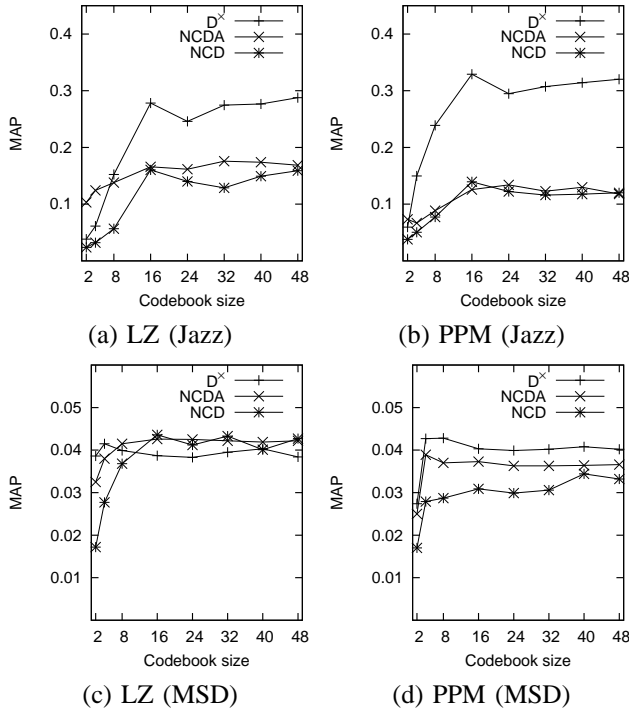 D×
NCDA
NCD
0.4
0.3
0.2
0.1
MAP
2 8 16 24 32 40 48
Codebook size
(a) LZ (Jazz)
D×
NCDA
NCD
0.4
0.3
0.2
0.1
MAP
2 8 16 24 32 40 48
Codebook size
(b) PPM (Jazz)
D×
NCDA
NCD
0.05
0.04
0.03
0.02
0.01
MAP
2 8 16 24 32 40 48
Codebook size
(c) LZ (MSD)
D×
NCDA
NCD
0.05
0.04
0.03
0.02
0.01
MAP
2 8 16 24 32 40 48
Codebook size
(d) PPM (MSD)